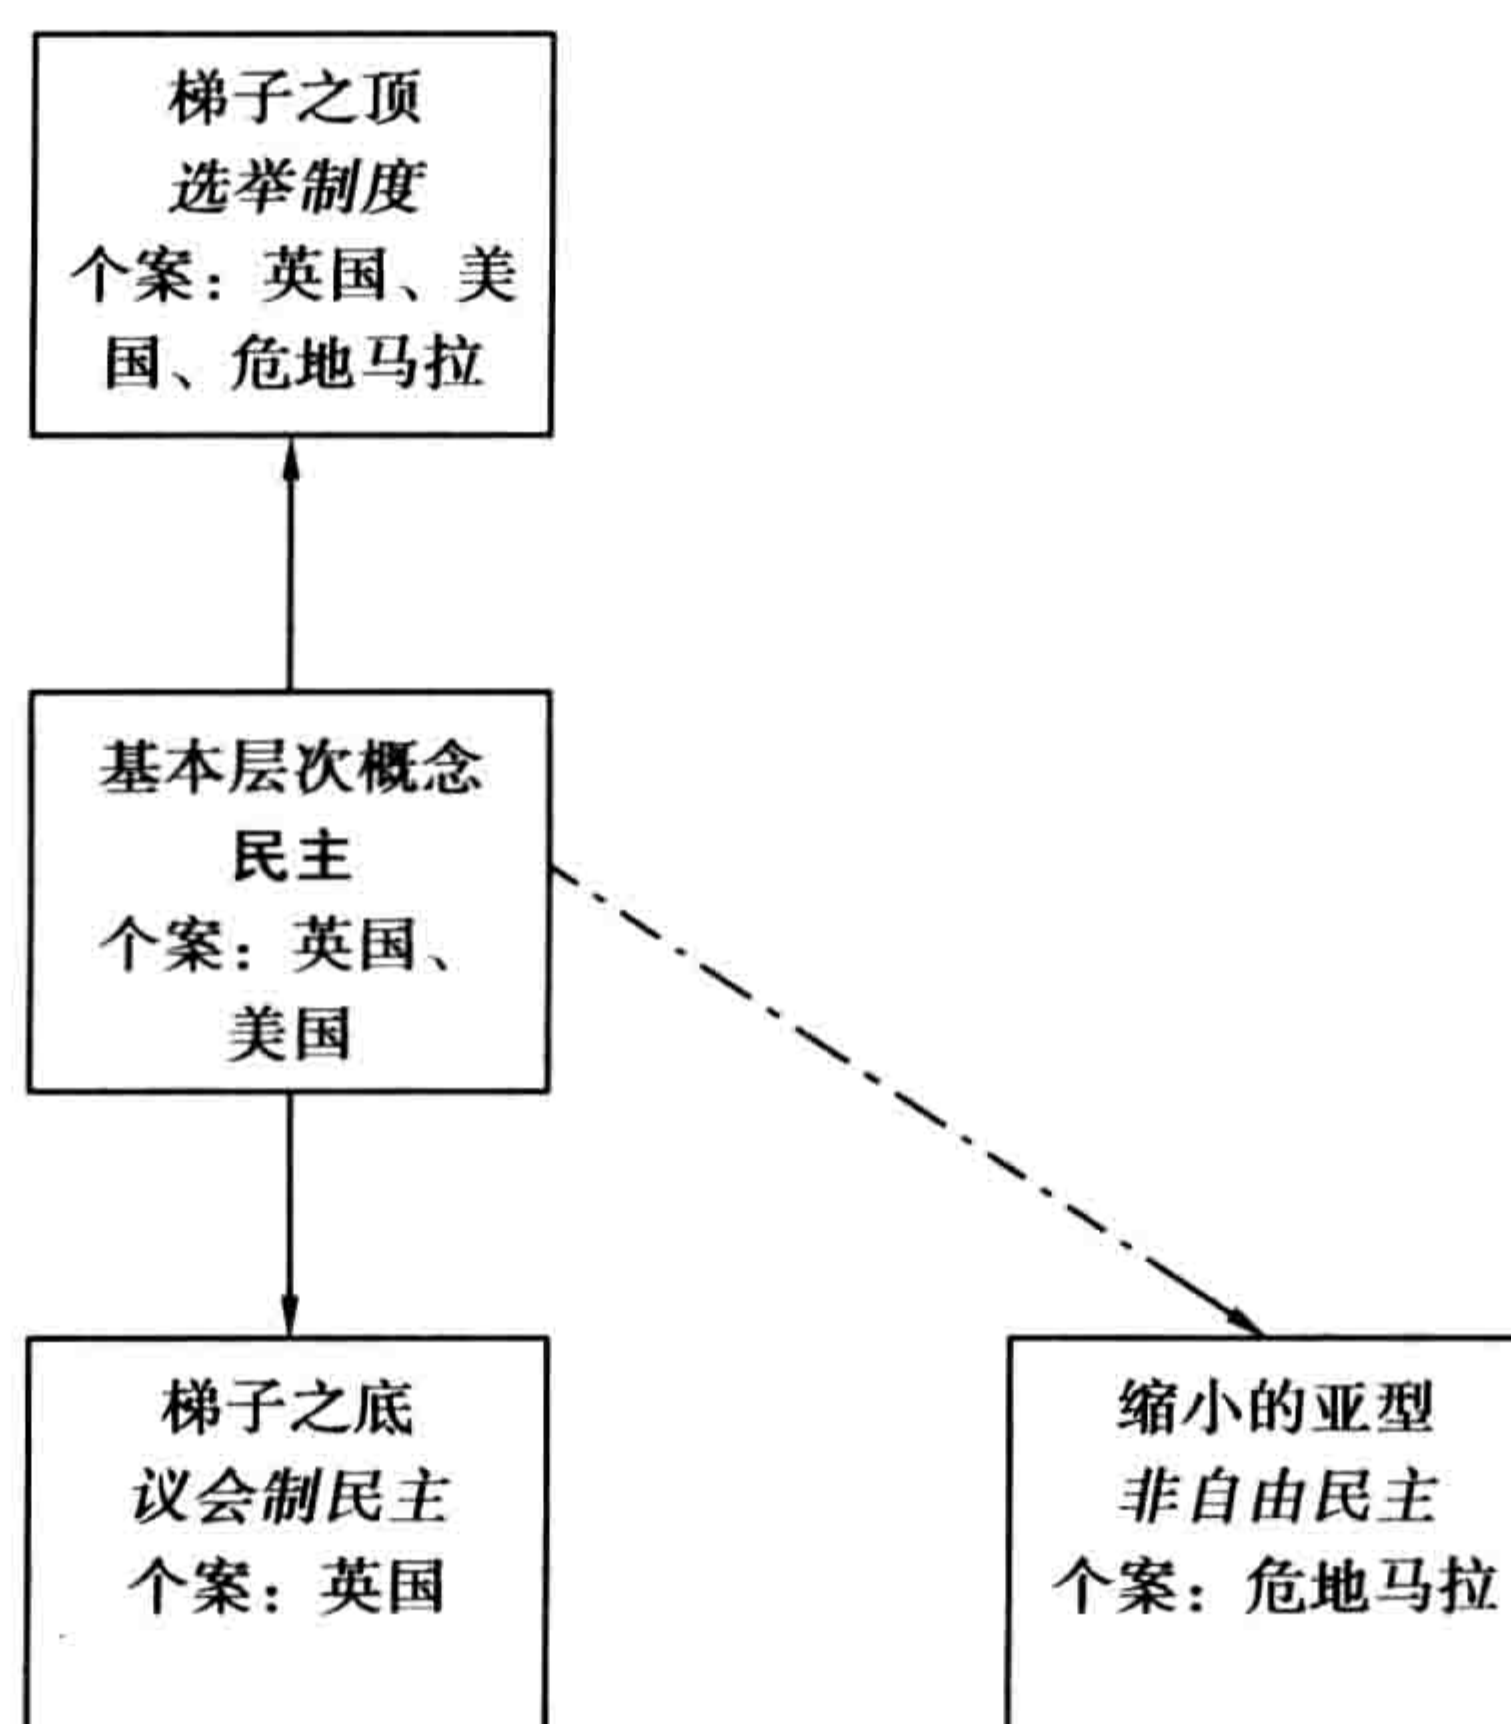 梯子之顶
选举制度
个案：英国、美
国、危地马拉
基本层次概念
民主
个案：英国、
美国
梯子之底
议会制民主
个案：英国
缩小的亚型
非自由民主
个案：危地马拉